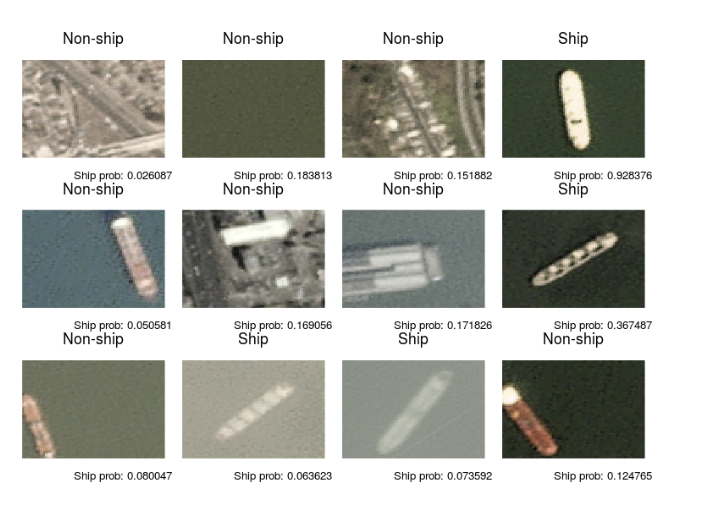 Non-ship Non-ship Non-ship Ship
Ship prob: 0.026087 Ship prob: 0.183813 Ship prob: 0.151882 Ship prob: 0.928376
Non-ship Non-ship Non-ship Ship
Ship prob: 0.050581 Ship prob: 0.169056 Ship prob: 0.171826 Ship prob: 0.367487
Non-ship Ship Ship Non-ship
Ship prob: 0.080047 Ship prob: 0.063623 Ship prob: 0.073592 Ship prob: 0.124765